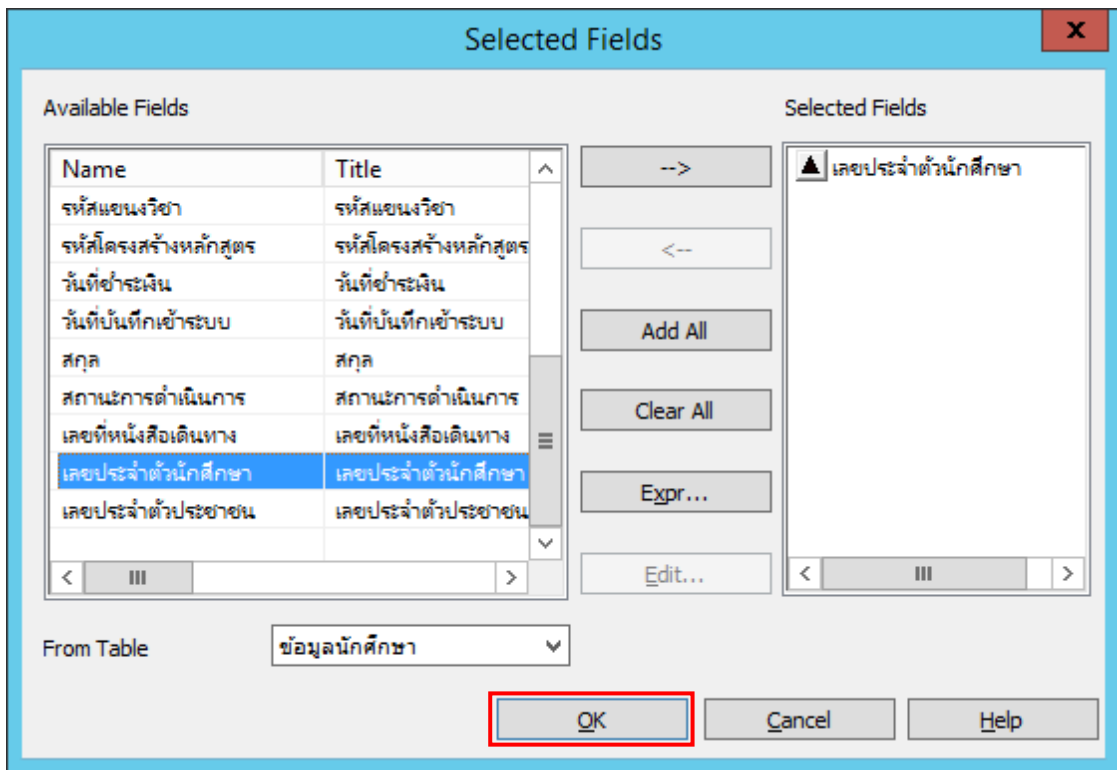 Selected Fields
x
Available Fields
Selected Fields
Name Title
รหัสแขนงวิชา รหัสแขนงวิชา
รหัสโครงสร้างหลักสูตร รหัสโครงสร้างหลักสูตร
วันที่ชำระเงิน วันที่ชำระเงิน
วันที่บันทึกเข้าระบบ วันที่บันทึกเข้าระบบ
สกุล สกุล
สถานะการดำเนินการ สถานะการดำเนินการ
เลขที่หนังสือเดินทาง เลขที่หนังสือเดินทาง
เลขประจำตัวนักศึกษา เลขประจำตัวนักศึกษา
เลขประจำตัวประชาชน เลขประจำตัวประชาชน
-->
<--
Add All
Clear All
Expr...
Edit...
เลขประจำตัวนักศึกษา
From Table ข้อมูลนักศึกษา
OK Cancel Help